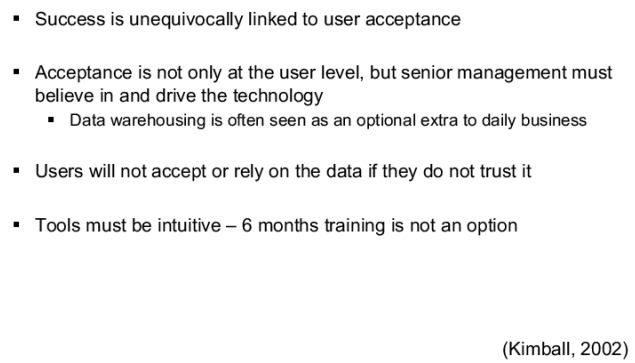 ▪ Success is unequivocally linked to user acceptance
▪ Acceptance is not only at the user level, but senior management must
believe in and drive the technology
▪ Data warehousing is often seen as an optional extra to daily business
▪ Users will not accept or rely on the data if they do not trust it
▪ Tools must be intuitive – 6 months training is not an option
(Kimball, 2002)